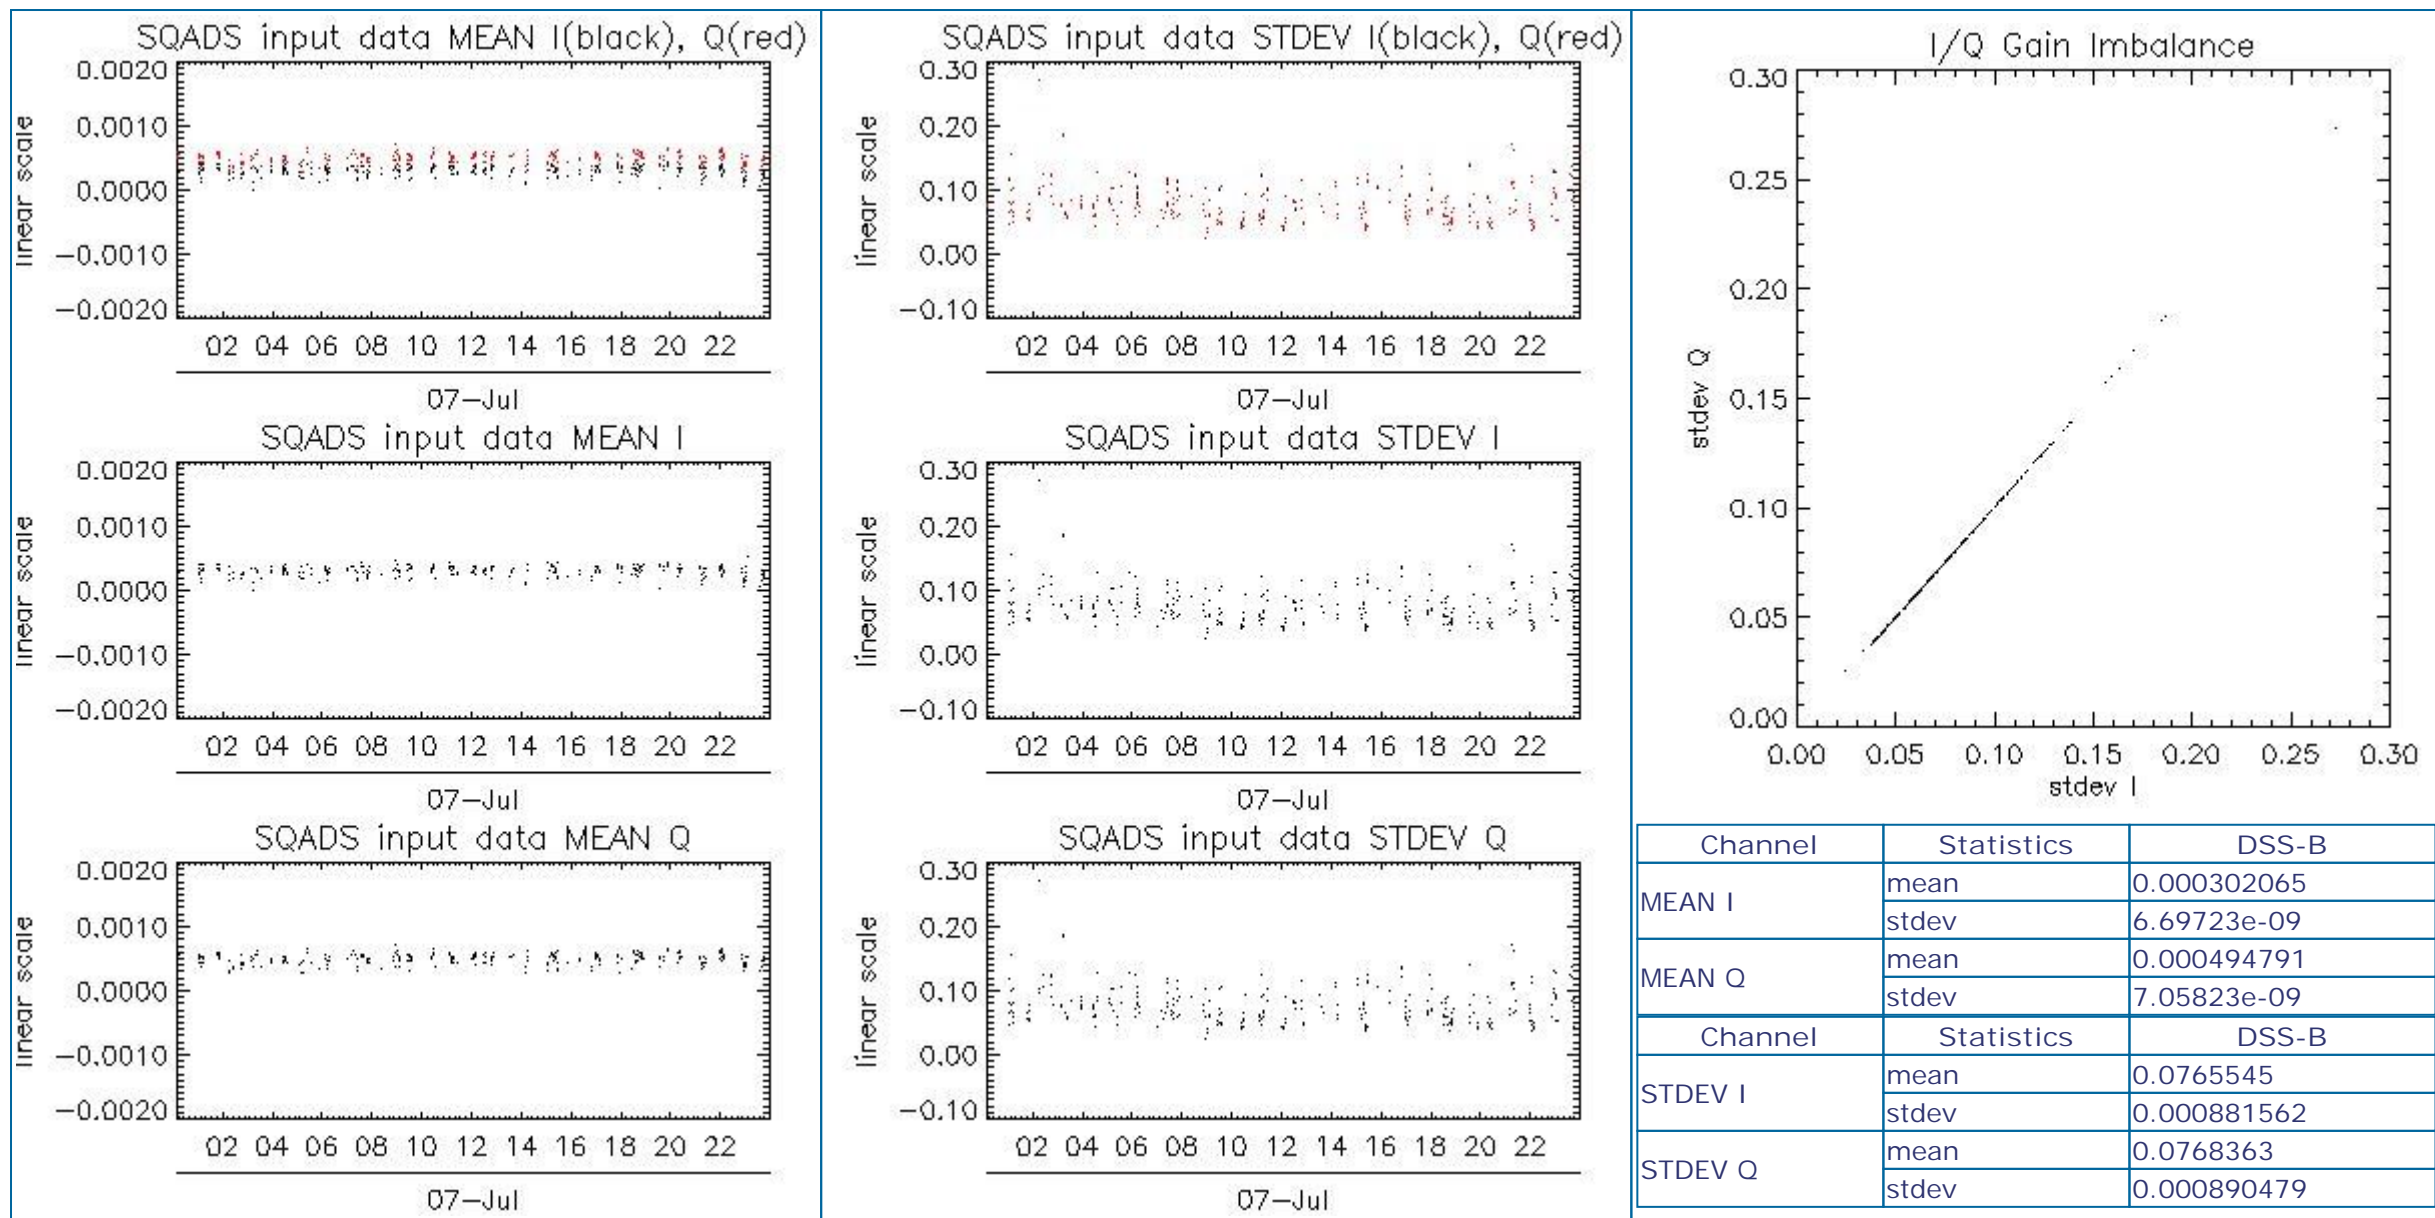 SQADS input data MEAN I(black), Q(red)
linear scale
0.0020
0.0010
0.0000
−0.0010
−0.0020
02 04 06 08 10 12 14 16 18 20 22
07−Jul
SQADS input data MEAN I
linear scale
0.0020
0.0010
0.0000
−0.0010
−0.0020
02 04 06 08 10 12 14 16 18 20 22
07−Jul
SQADS input data MEAN Q
linear scale
0.0020
0.0010
0.0000
−0.0010
−0.0020
02 04 06 08 10 12 14 16 18 20 22
07−Jul
SQADS input data STDEV I(black), Q(red)
linear scale
0.30
0.20
0.10
0.00
−0.10
02 04 06 08 10 12 14 16 18 20 22
07−Jul
SQADS input data STDEV I
linear scale
0.30
0.20
0.10
0.00
−0.10
02 04 06 08 10 12 14 16 18 20 22
07−Jul
SQADS input data STDEV Q
linear scale
0.30
0.20
0.10
0.00
−0.10
02 04 06 08 10 12 14 16 18 20 22
07−Jul
I/Q Gain Imbalance
stdev Q
0.30
0.25
0.20
0.15
0.10
0.05
0.00
0.00 0.05 0.10 0.15 0.20 0.25 0.30
stdev I
Channel Statistics DSS-B
MEAN I mean 0.000302065
stdev 6.69723e-09
MEAN Q mean 0.000494791
stdev 7.05823e-09
Channel Statistics DSS-B
STDEV I mean 0.0765545
stdev 0.000881562
STDEV Q mean 0.0768363
stdev 0.000890479